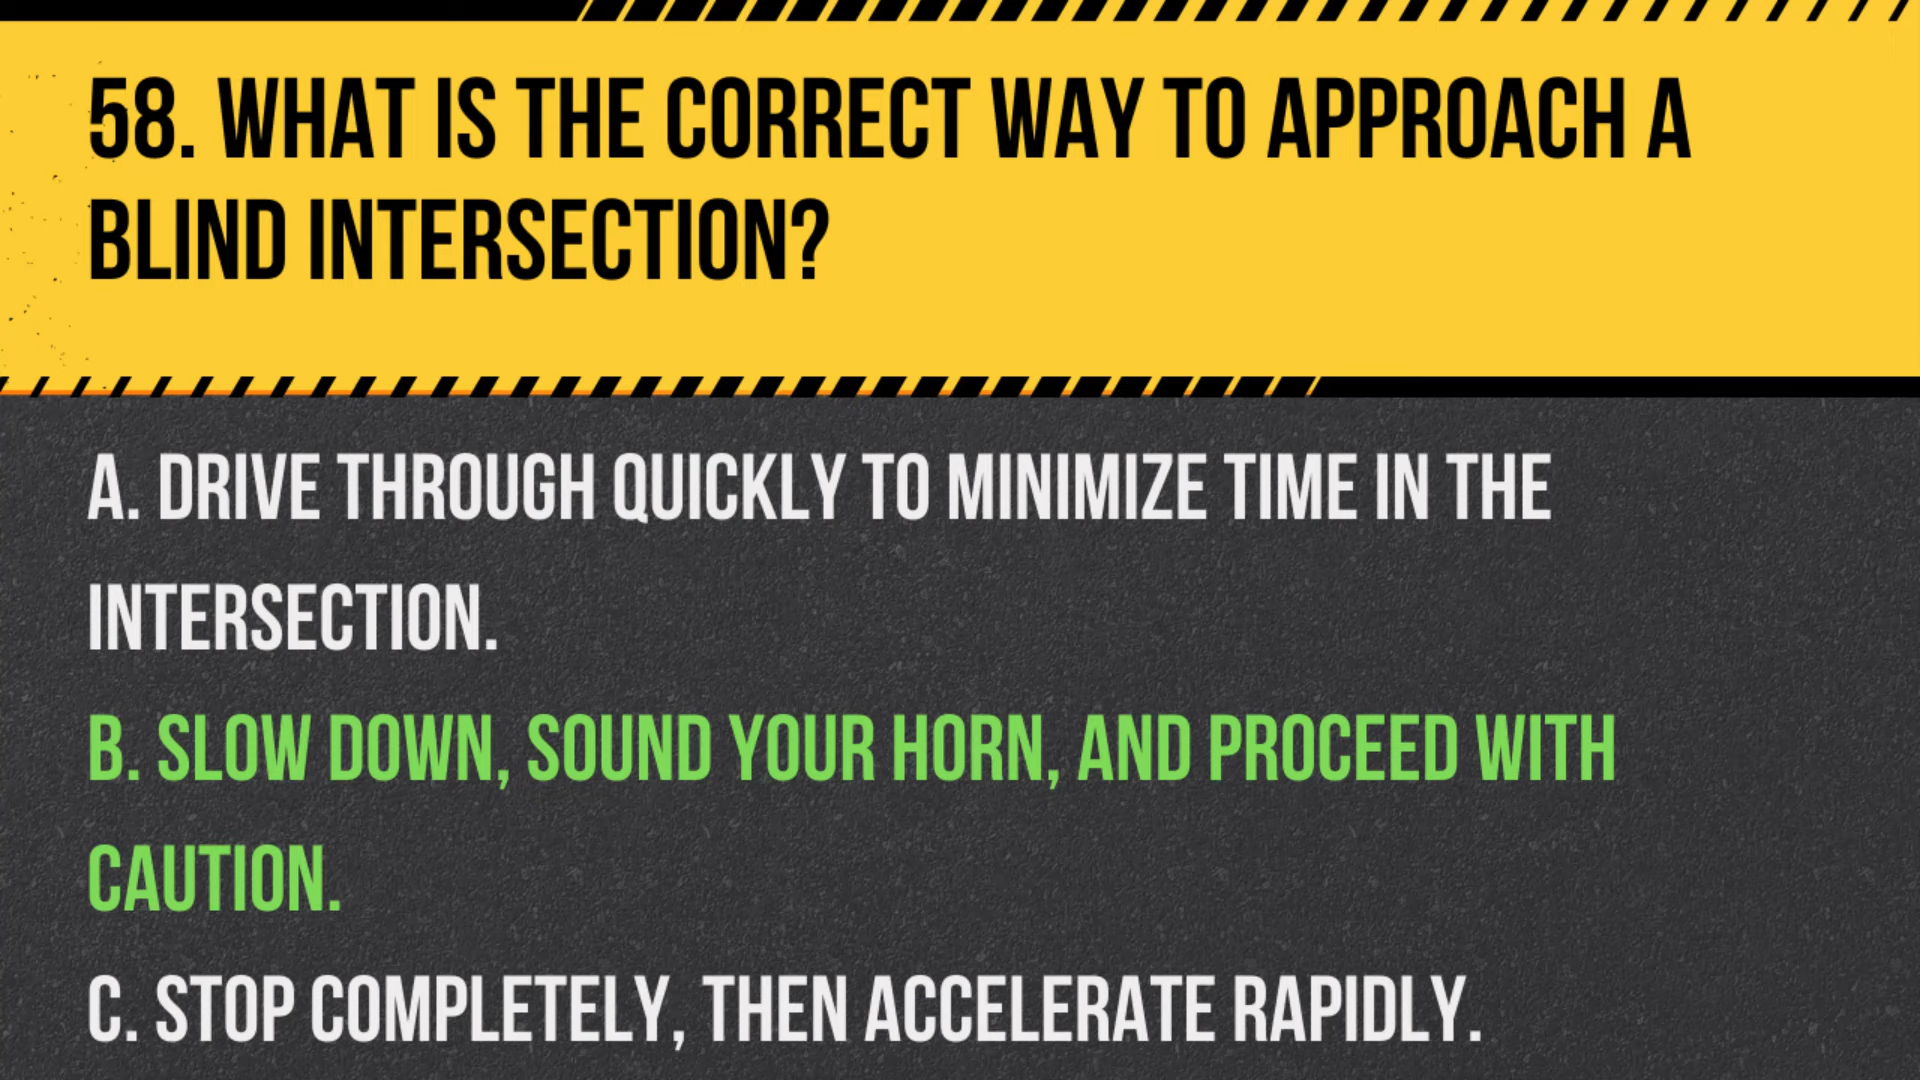 58. WHAT IS THE CORRECT WAY TO APPROACH A
BLIND INTERSECTION?
A. DRIVE THROUGH QUICKLY TO MINIMIZE TIME IN THE
INTERSECTION.
B. SLOW DOWN, SOUND YOUR HORN, AND PROCEED WITH
CAUTION.
C. STOP COMPLETELY, THEN ACCELERATE RAPIDLY.